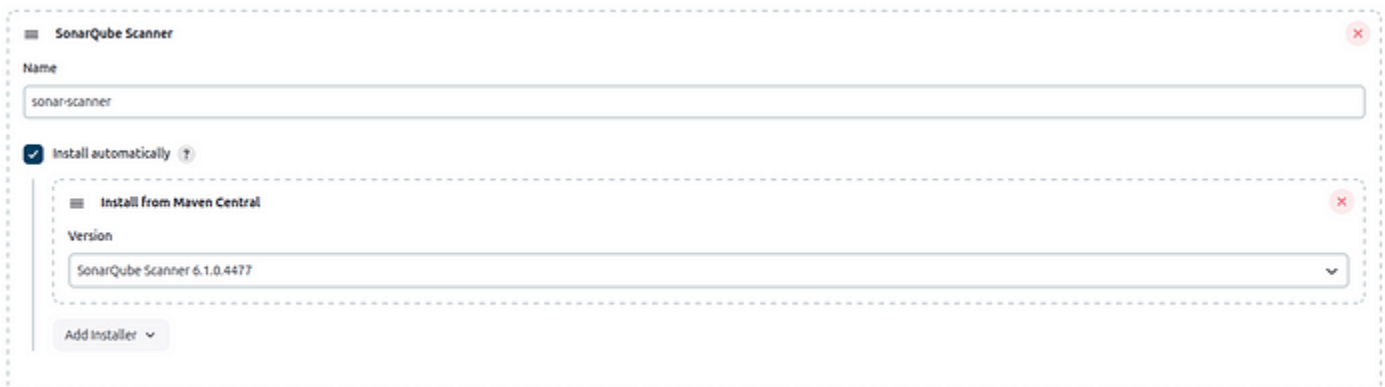 SonarQube Scanner
Name
sonar-scanner
Install automatically ?
Install from Maven Central
Version
SonarQube Scanner 6.1.0.4477
Add Installer